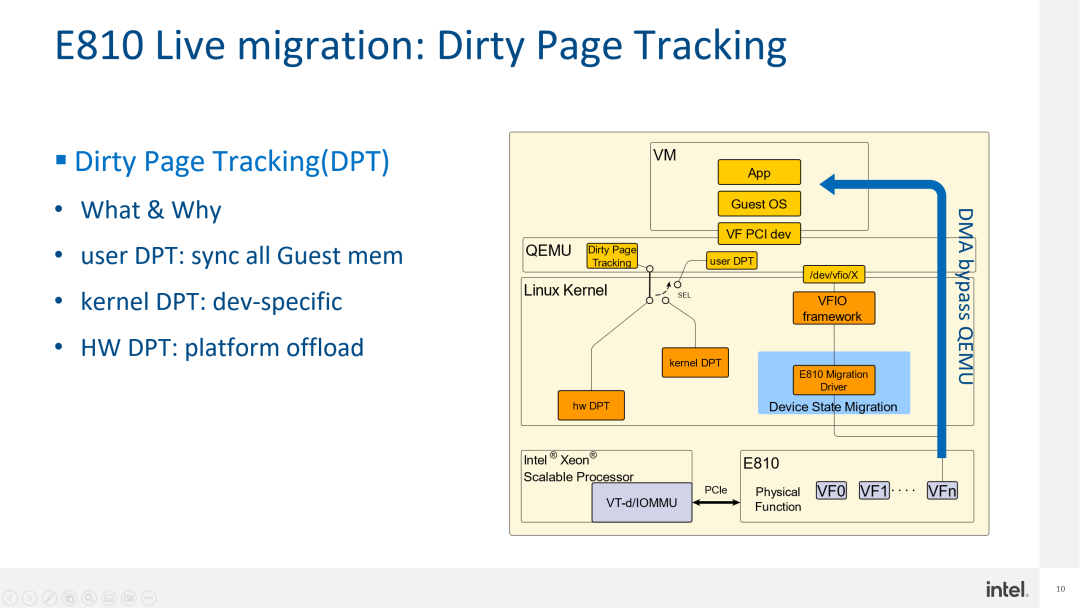 E810 Live migration: Dirty Page Tracking
▪ Dirty Page Tracking(DPT)
• What & Why
• user DPT: sync all Guest mem
• kernel DPT: dev-specific
• HW DPT: platform offload
VM
App
Guest OS
VF PCI dev
QEMU
Dirty Page
Tracking
user DPT
/dev/vfio/X
Linux Kernel
SEL
VFIO
framework
kernel DPT
E810 Migration
Driver
Device State Migration
hw DPT
DMA bypass QEMU
Intel ® Xeon®
Scalable Processor
VT-d/IOMMU
PCIe
E810
Physical
Function
VF0 VF1 ···· VFn
intel.
10